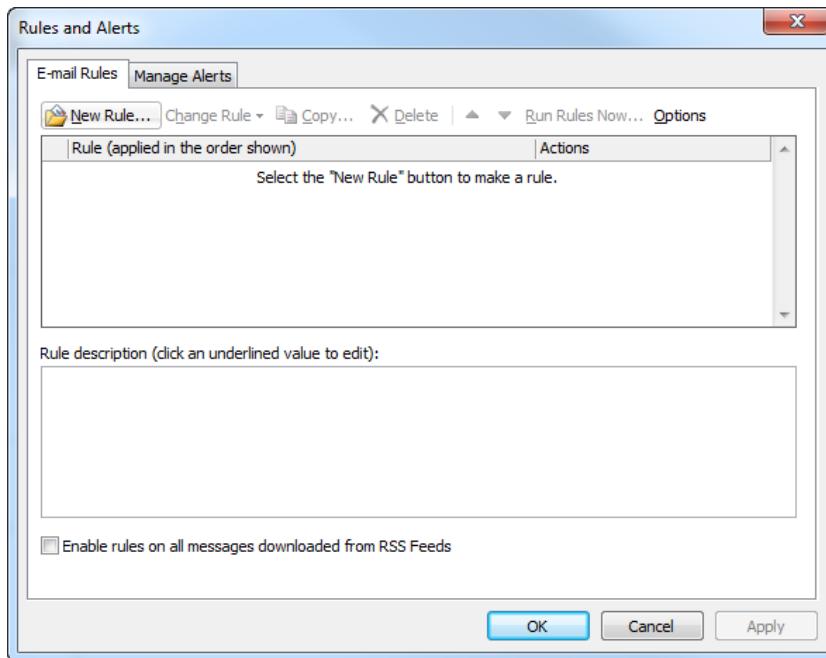 Rules and Alerts
E-mail Rules Manage Alerts
New Rule... Change Rule Copy... Delete Run Rules Now... Options
Rule (applied in the order shown) Actions
Select the "New Rule" button to make a rule.
Rule description (click an underlined value to edit):
Enable rules on all messages downloaded from RSS Feeds
OK Cancel Apply